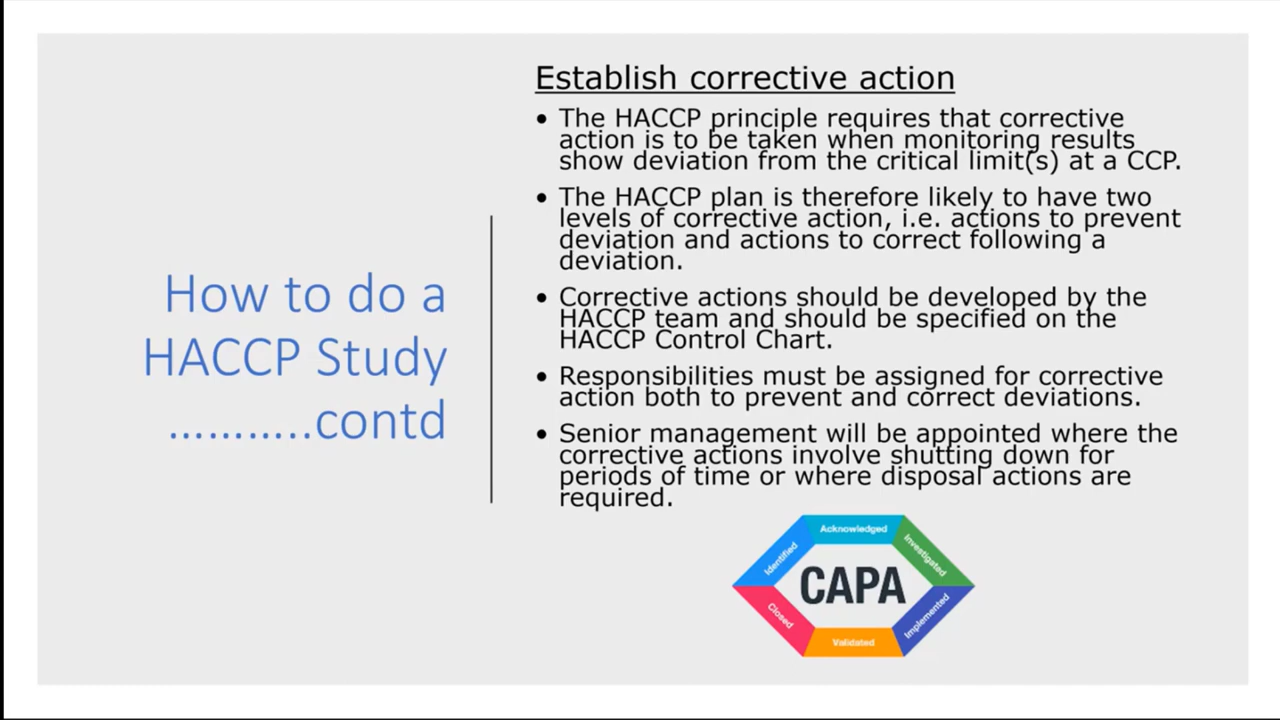 How to do a
HACCP Study
………..contd
Establish corrective action
• The HACCP principle requires that corrective
action is to be taken when monitoring results
show deviation from the critical limit(s) at a CCP.
• The HACCP plan is therefore likely to have two
levels of corrective action, i.e. actions to prevent
deviation and actions to correct following a
deviation.
• Corrective actions should be developed by the
HACCP team and should be specified on the
HACCP Control Chart.
• Responsibilities must be assigned for corrective
action both to prevent and correct deviations.
• Senior management will be appointed where the
corrective actions involve shutting down for
periods of time or where disposal actions are
required.
Identified
Acknowledged
Investigated
CAPA
Closed
Validated
Implemented